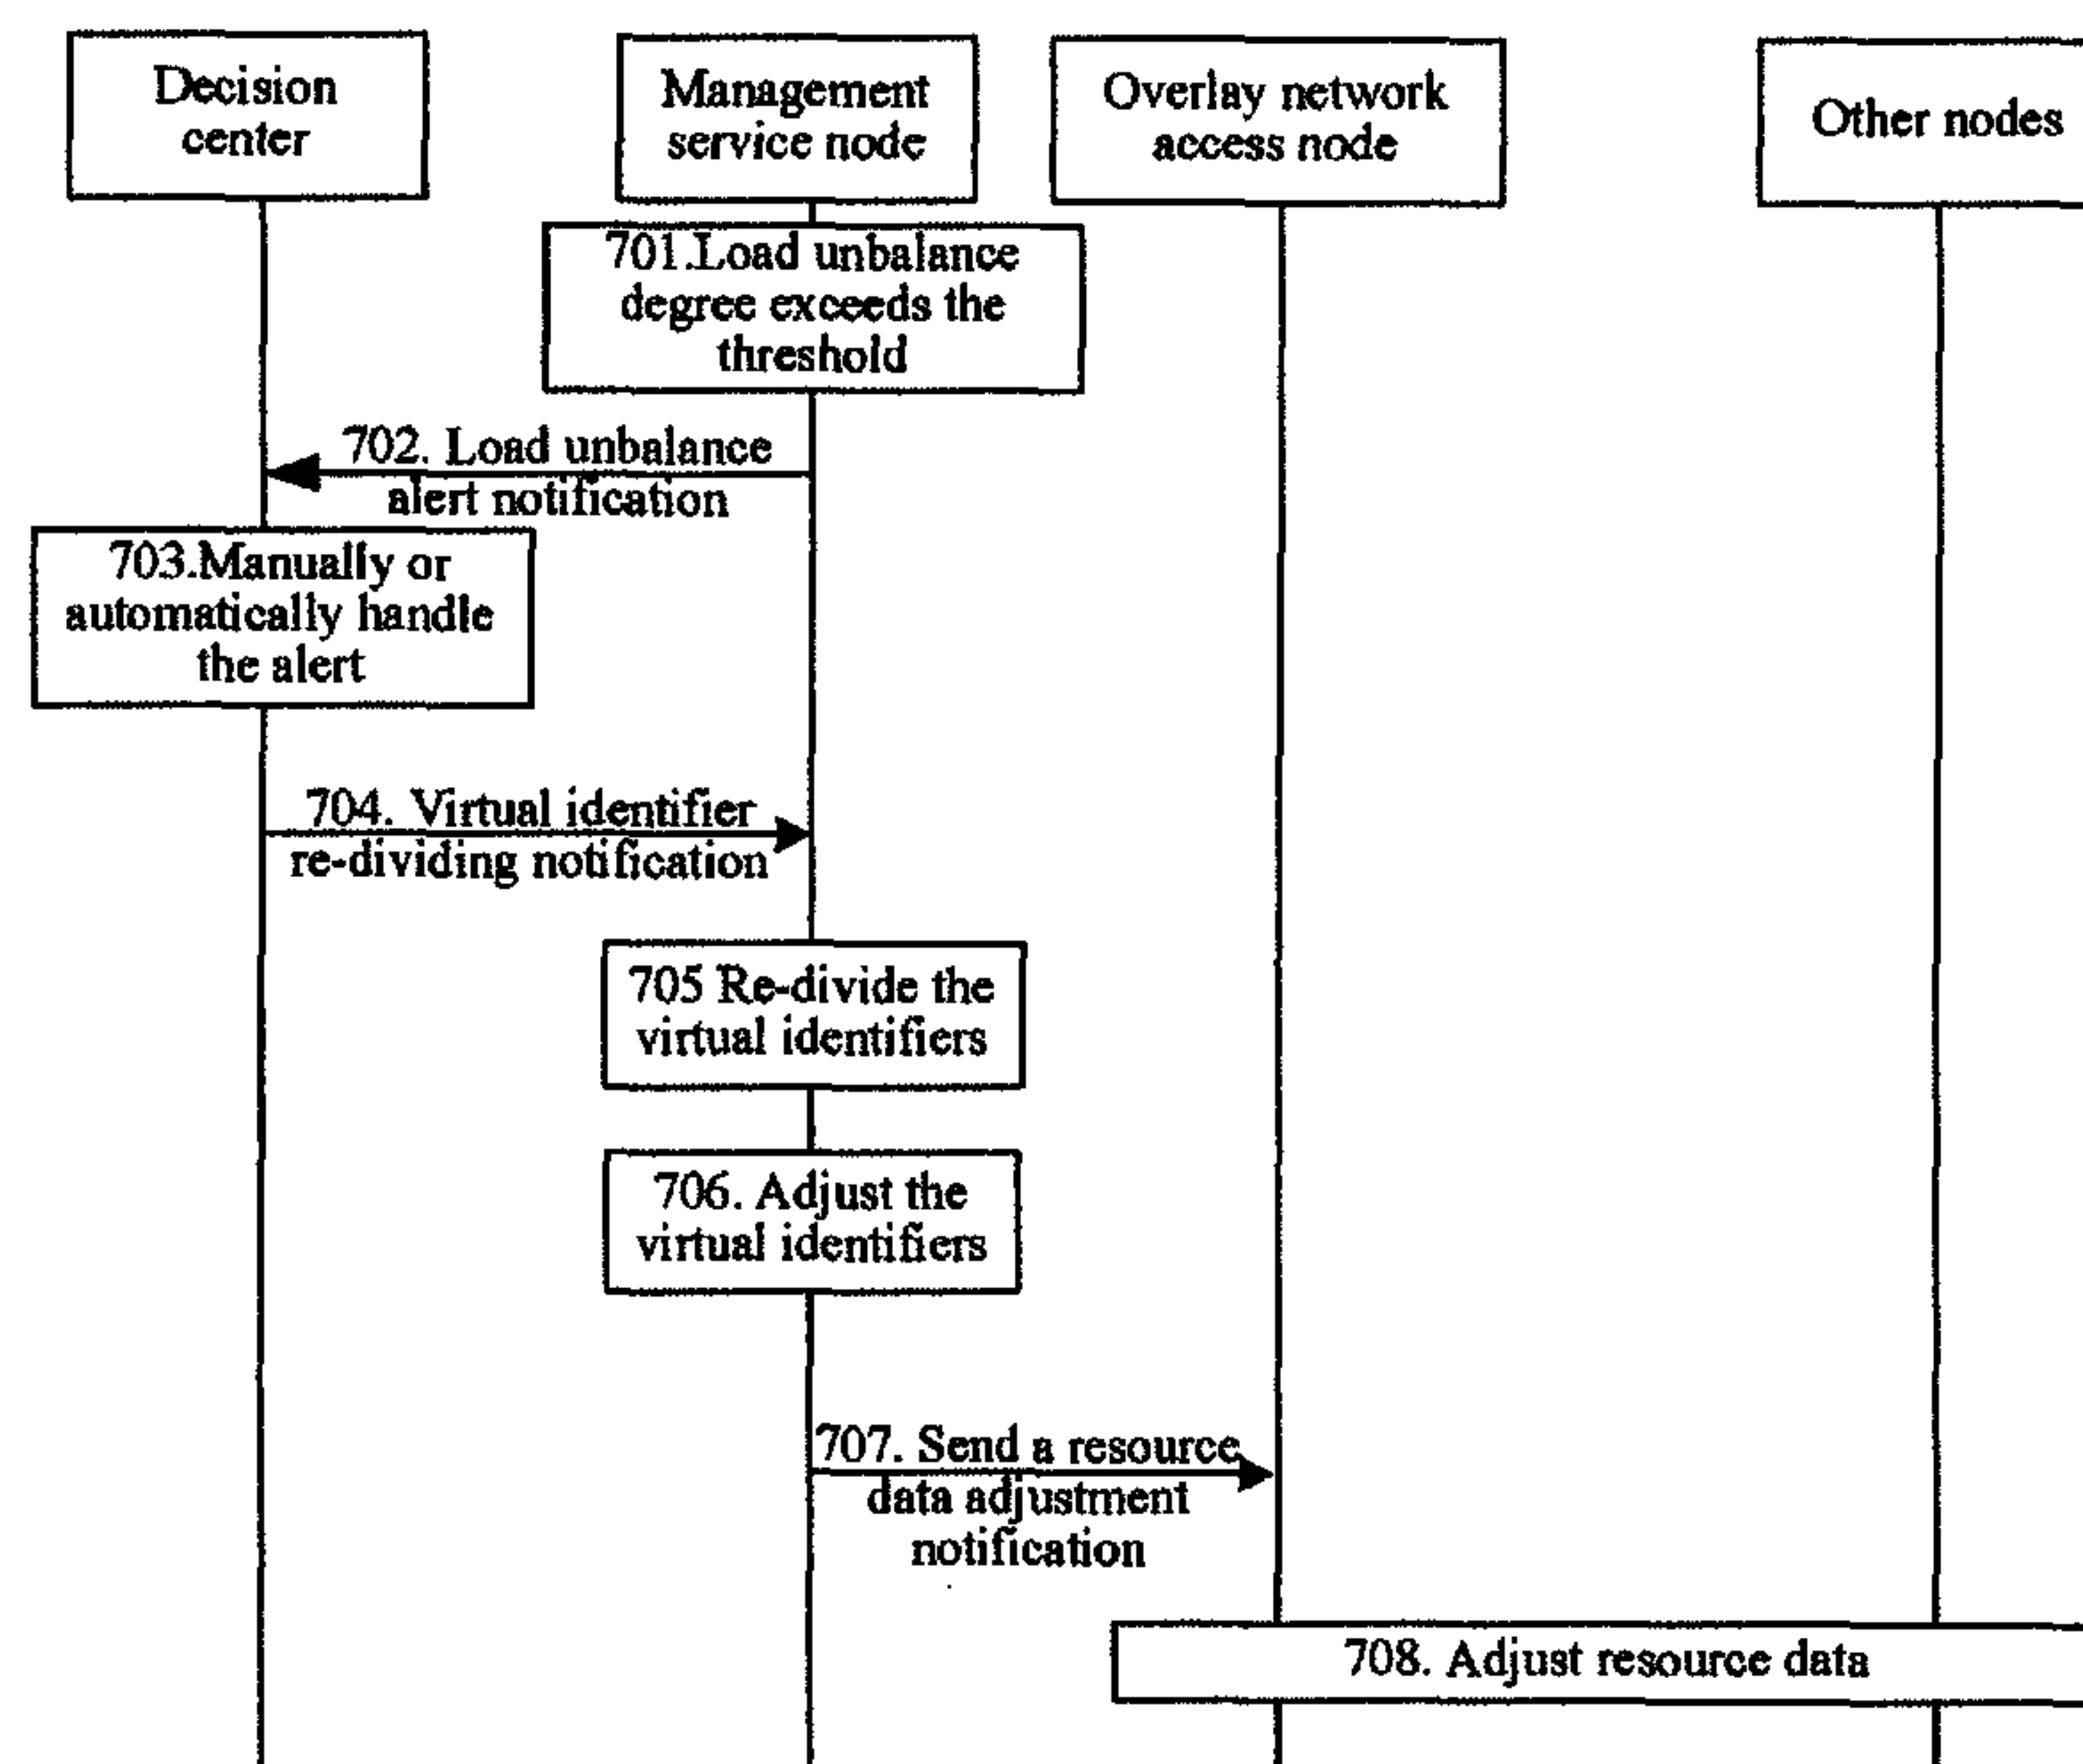 Decision
center
Management
service node
Overlay network
access node
Other nodes
701.Load unbalance
degree exceeds the
threshold
702. Load unbalance
alert notification
703.Manually or
automatically handle
the alert
704. Virtual identifier
re-dividing notification
705 Re-divide the
virtual identifiers
706. Adjust the
virtual identifiers
707. Send a resource
data adjustment
notification
708. Adjust resource data